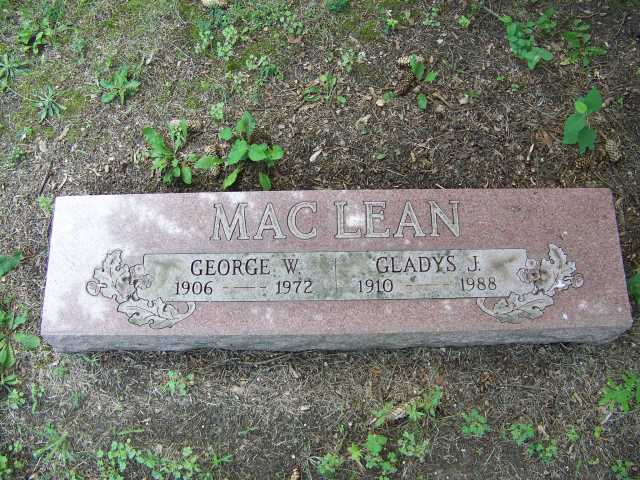 MAC LEAN
GEORGE W. GLADYS J.
1906 — 1972 1910 — 1988